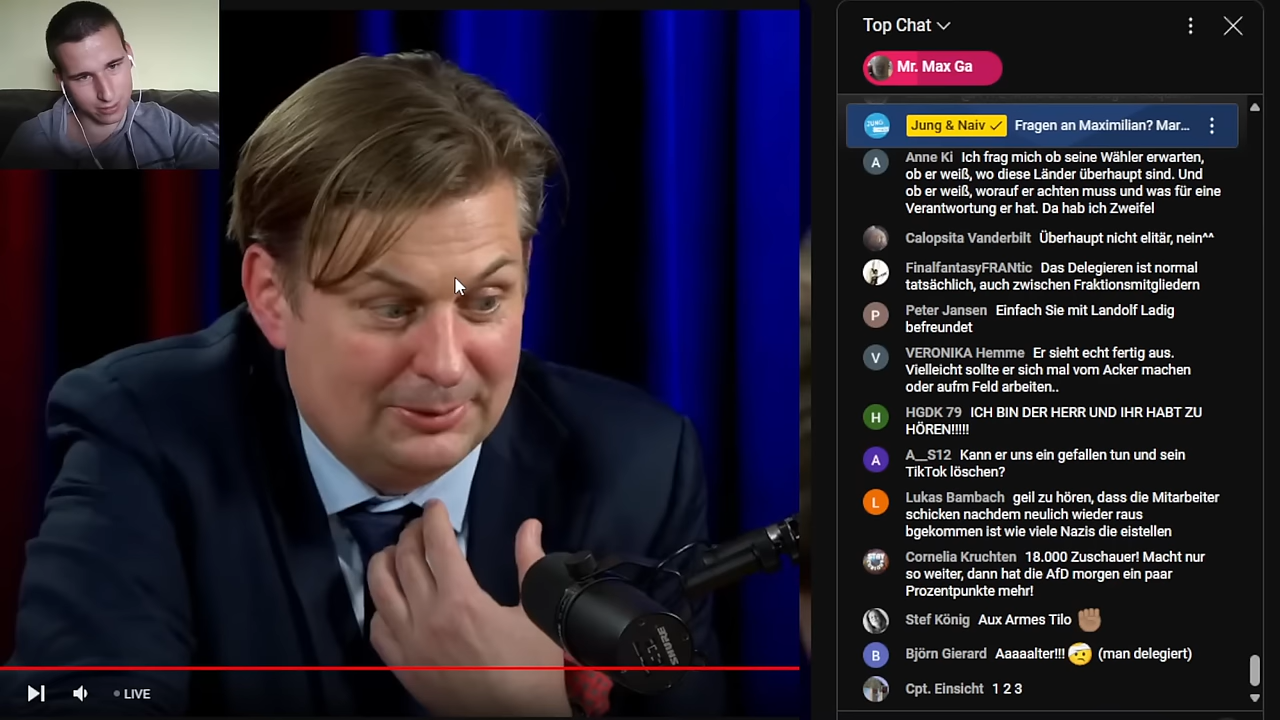 Top Chat
Mr. Max Ga
Jung & Naiv Fragen an Maximilian? Mar...
Anne Ki Ich frag mich ob seine Wähler erwarten,
ob er weiß, wo diese Länder überhaupt sind. Und
ob er weiß, worauf er achten muss und was für eine
Verantwortung er hat. Da hab ich Zweifel
Calopsita Vanderbilt Überhaupt nicht elitär, nein^^
FinalfantasyFRANtic Das Delegieren ist normal
tatsächlich, auch zwischen Fraktionsmitgliedern
Peter Jansen Einfach Sie mit Landolf Ladig
befreundet
VERONIKA Hemme Er sieht echt fertig aus.
Vielleicht sollte er sich mal vom Acker machen
oder aufm Feld arbeiten..
HGDK 79 ICH BIN DER HERR UND IHR HABT ZU
HÖREN!!!!!
A__S12 Kann er uns ein gefallen tun und sein
TikTok löschen?
Lukas Bambach geil zu hören, dass die Mitarbeiter
schicken nachdem neulich wieder raus
bgekommen ist wie viele Nazis die eistellen
Cornelia Kruchten 18.000 Zuschauer! Macht nur
so weiter, dann hat die AfD morgen ein paar
Prozentpunkte mehr!
Stef König Aux Armes Tilo
Björn Gierard Aaaaalter!!! (man delegiert)
Cpt. Einsicht 1 2 3
SHURE
LIVE